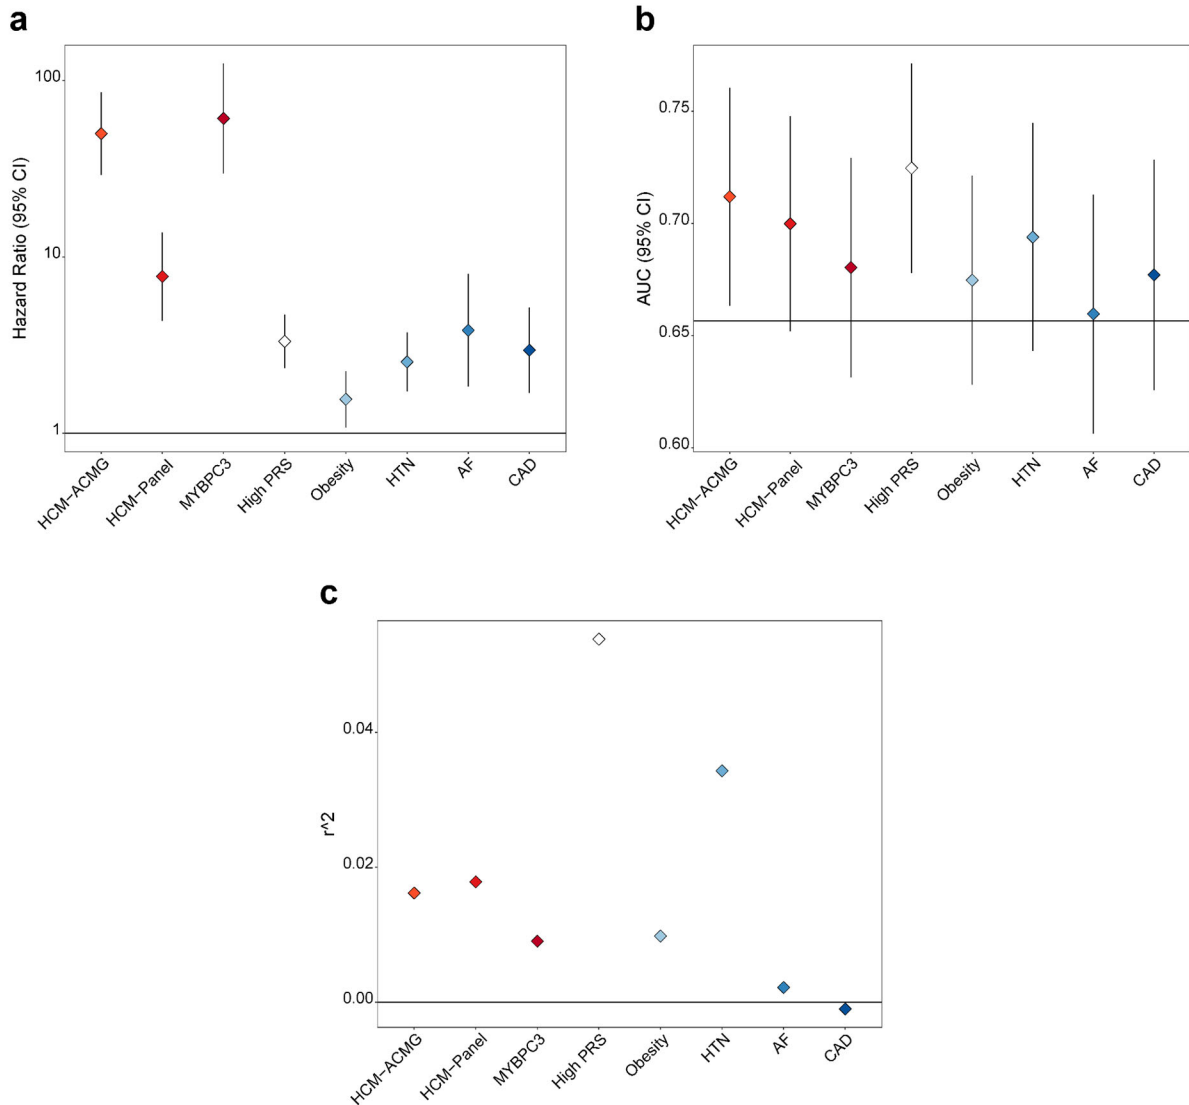 a
Hazard Ratio (95% CI)
100
10
1
HCM−ACMG
HCM−Panel
MYBPC3
High PRS
Obesity
HTN
AF
CAD
b
AUC (95% CI)
0.75
0.70
0.65
0.60
HCM−ACMG
HCM−Panel
MYBPC3
High PRS
Obesity
HTN
AF
CAD
c
r^2
0.04
0.02
0.00
HCM−ACMG
HCM−Panel
MYBPC3
High PRS
Obesity
HTN
AF
CAD